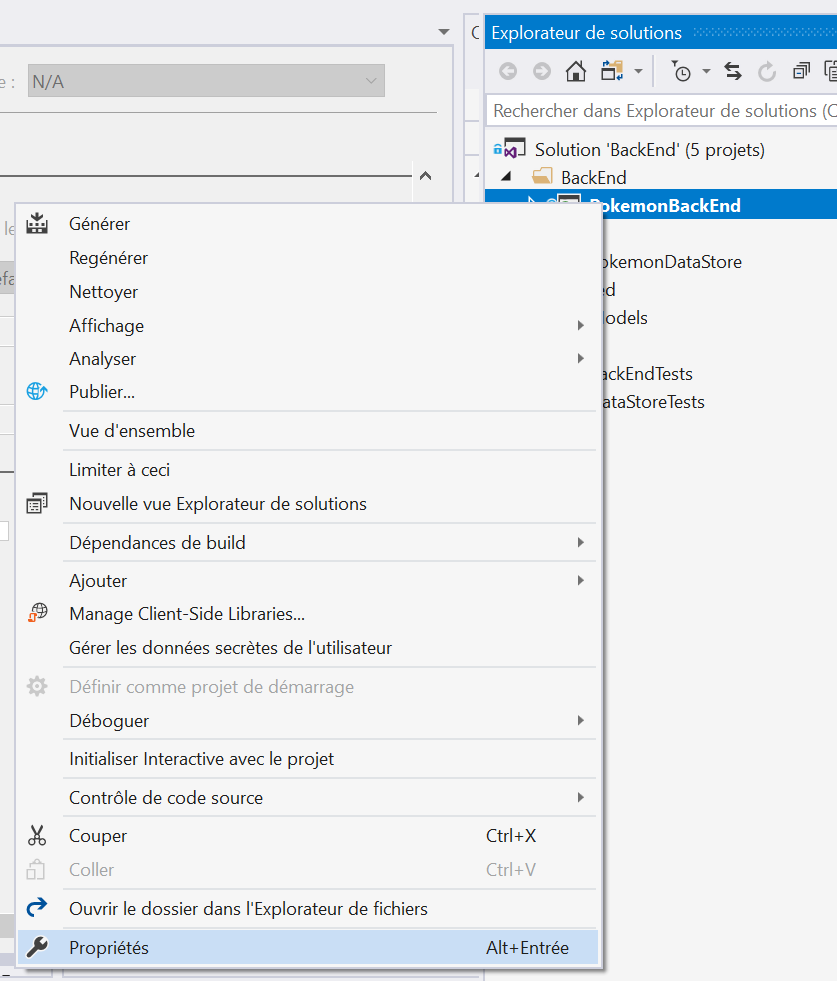 Explorateur de solutions
e :
N/A
Rechercher dans Explorateur de solutions (
Solution 'BackEnd' (5 projets)
BackEnd
PokemonBackEnd
okemonDataStore
ed
odels
ackEndTests
ataStoreTests
le
efa
Générer
Regénérer
Nettoyer
Affichage
Analyser
Publier...
Vue d'ensemble
Limiter à ceci
Nouvelle vue Explorateur de solutions
Dépendances de build
Ajouter
Manage Client-Side Libraries...
Gérer les données secrètes de l'utilisateur
Définir comme projet de démarrage
Déboguer
Initialiser Interactive avec le projet
Contrôle de code source
Couper Ctrl+X
Coller Ctrl+V
Ouvrir le dossier dans l'Explorateur de fichiers
Propriétés Alt+Entrée